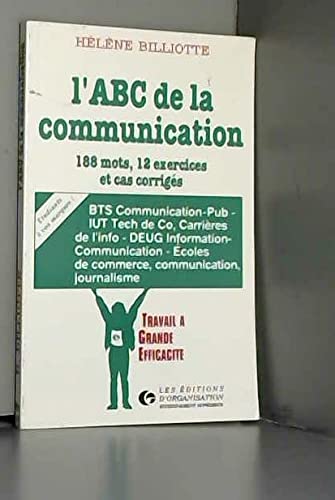 HÉLÈNE BILLIOTTE
l'ABC de la
communication
188 mots, 12 exercices
et cas corrigés
Étudiants
à vos marques !
BTS Communication-Pub -
IUT Tech de Co, Carrières
de l'info - DEUG Information-
Communication - Écoles
de commerce, communication,
journalisme
TRAVAIL A
GRANDE
EFFICACITE
LES ÉDITIONS
D'ORGANISATION